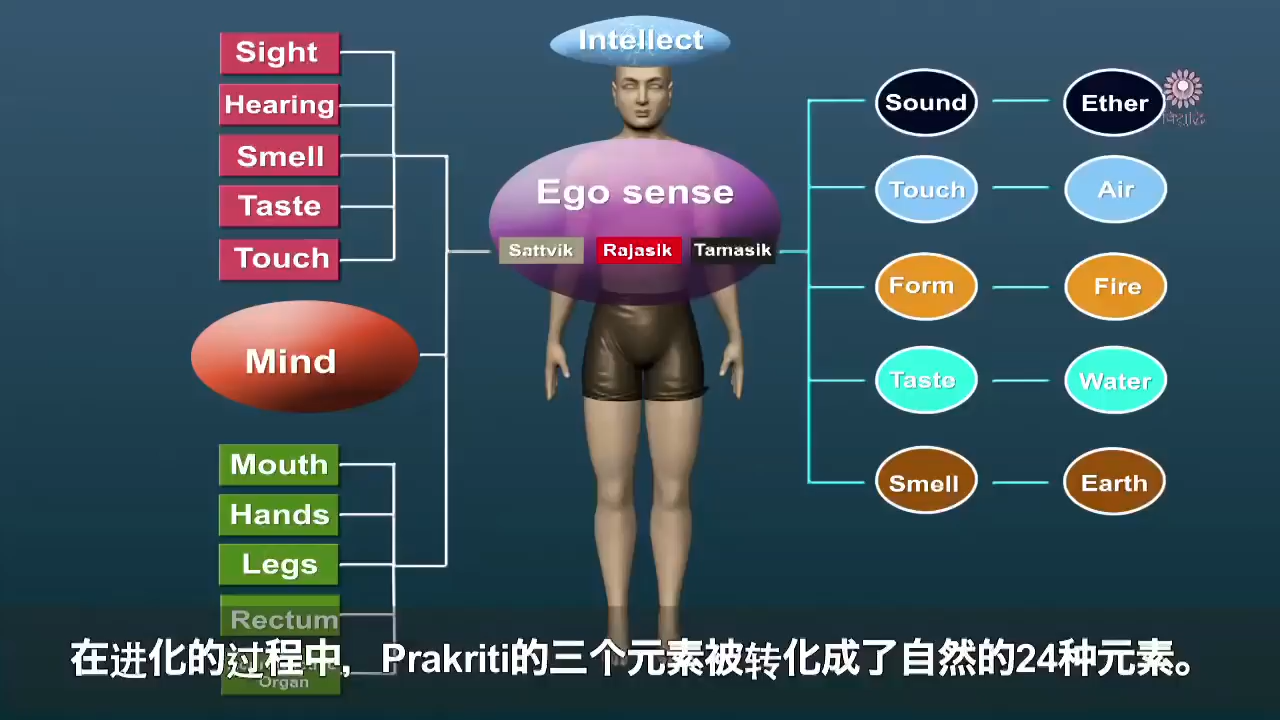 Intellect
Sight
Hearing
Smell
Taste
Touch
Mind
Mouth
Hands
Legs
Rectum
Organ
Ego sense
Sattvik
Rajasik
Tamasik
Sound
Ether
Touch
Air
Form
Fire
Taste
Water
Smell
Earth
在进化的过程中, Prakriti的三个元素被转化成了自然的24种元素。